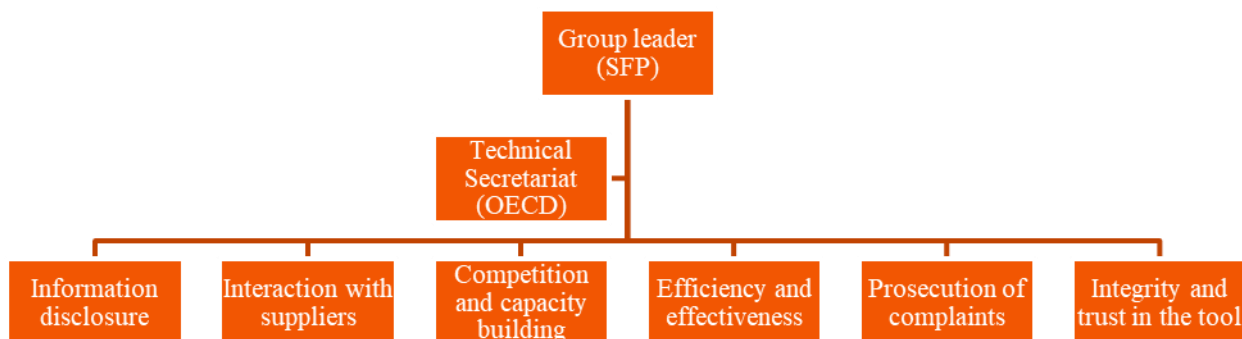 Group leader
(SFP)
Technical
Secretariat
(OECD)
Information
disclosure
Interaction with
suppliers
Competition
and capacity
building
Efficiency and
effectiveness
Prosecution of
complaints
Integrity and
trust in the tool